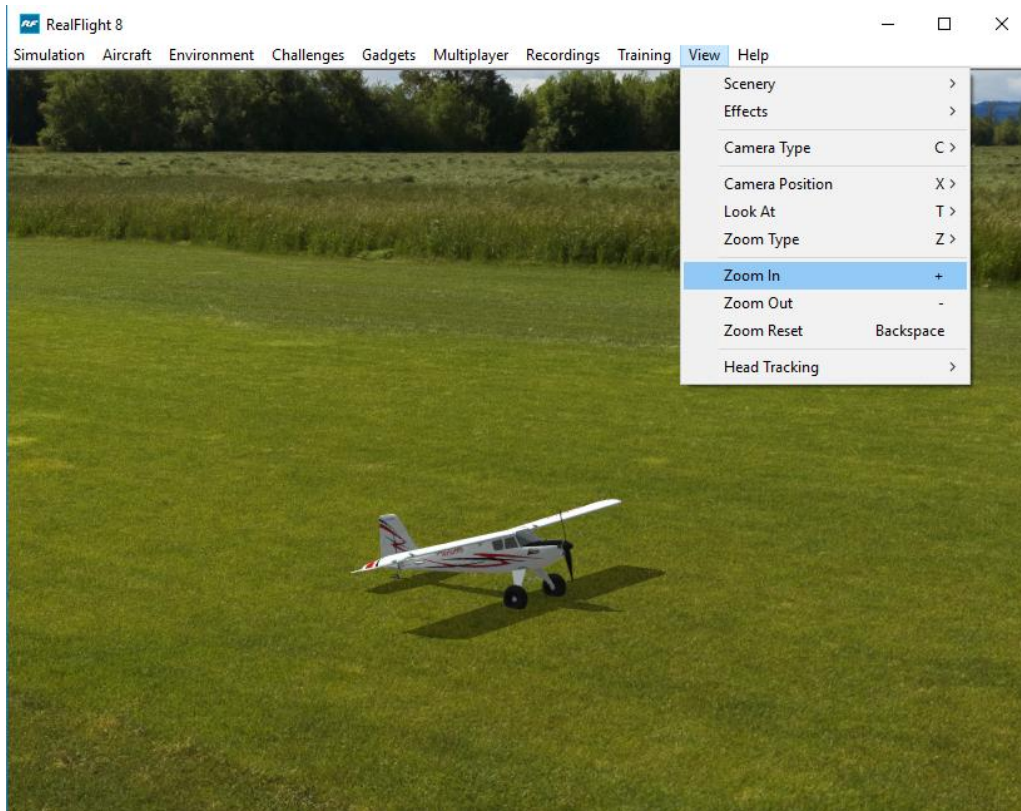 RF RealFlight 8
Simulation Aircraft Environment Challenges Gadgets Multiplayer Recordings Training View Help
Scenery >
Effects >
Camera Type C >
Camera Position X >
Look At T >
Zoom Type Z >
Zoom In +
Zoom Out -
Zoom Reset Backspace
Head Tracking >